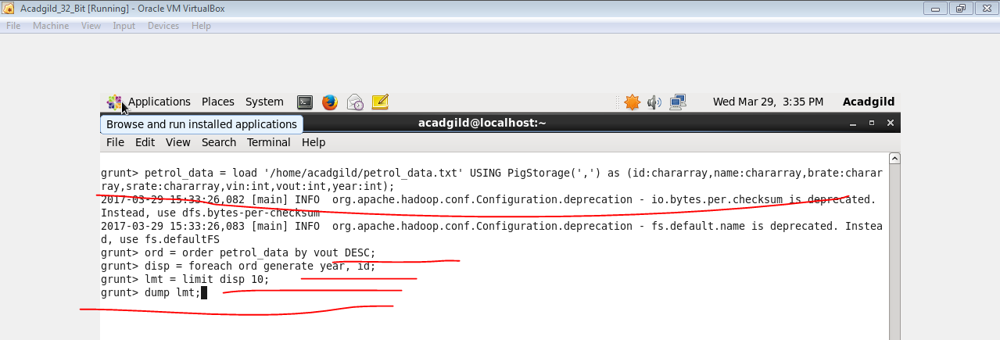 Acadgild_32_Bit [Running] - Oracle VM VirtualBox
File Machine View Input Devices Help
Applications Places System Wed Mar 29, 3:35 PM Acadgild
Browse and run installed applications
acadgild@localhost:~
File Edit View Search Terminal Help
grunt> petrol_data = load '/home/acadgild/petrol_data.txt' USING PigStorage(',') as (id:chararray,name:chararray,brate:charar
ray,srate:chararray,vin:int,vout:int,year:int);
2017-03-29 15:33:26,082 [main] INFO  org.apache.hadoop.conf.Configuration.deprecation - io.bytes.per.checksum is deprecated.
Instead, use dfs.bytes-per-checksum
2017-03-29 15:33:26,083 [main] INFO  org.apache.hadoop.conf.Configuration.deprecation - fs.default.name is deprecated. Instea
d, use fs.defaultFS
grunt> ord = order petrol_data by vout DESC;
grunt> disp = foreach ord generate year, id;
grunt> lmt = limit disp 10;
grunt> dump lmt;